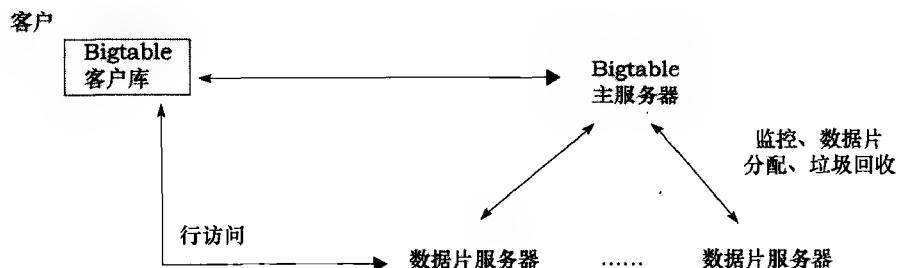 客户
Bigtable
客户库
Bigtable
主服务器
监控、数据片
分配、垃圾回收
行访问
数据片服务器 …… 数据片服务器